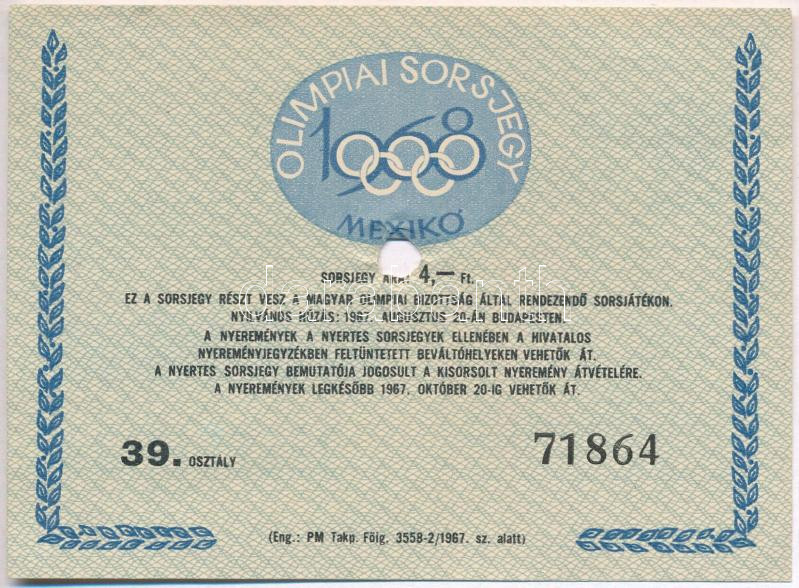 OLIMPIAI SORSJEGY
1968
MEXIKÓ
SORSJEGY ÁRA: 4,— Ft.
EZ A SORSJEGY RÉSZT VESZ A MAGYAR OLIMPIAI BIZOTTSÁG ÁLTAL RENDEZENDŐ SORSJÁTÉKON.
NYILVÁNOS HÚZÁS: 1967. AUGUSZTUS 20-ÁN BUDAPESTEN.
A NYEREMÉNYEK A NYERTES SORSJEGYEK ELLENÉBEN A HIVATALOS
NYEREMÉNYJEGYZÉKBEN FELTÜNTETETT BEVÁLTÓHELYEKEN VEHETŐK ÁT.
A NYERTES SORSJEGY BEMUTATÓJA JOGOSULT A KISORSOLT NYEREMÉNY ÁTVÉTELÉRE.
A NYEREMÉNYEK LEGKÉSŐBB 1967. OKTÓBER 20-IG VEHETŐK ÁT.
39. OSZTÁLY
71864
(Eng.: PM Takp. Főig. 3558-2/1967. sz. alatt)